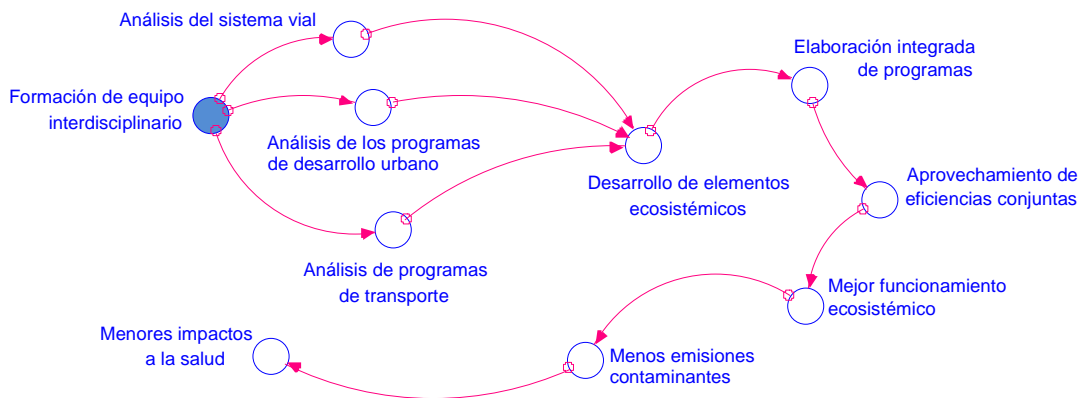 Análisis del sistema vial
Formación de equipo
interdisciplinario
Análisis de los programas
de desarrollo urbano
Análisis de programas
de transporte
Desarrollo de elementos
ecosistémicos
Elaboración integrada
de programas
Aprovechamiento de
eficiencias conjuntas
Mejor funcionamiento
ecosistémico
Menos emisiones
contaminantes
Menores impactos
a la salud